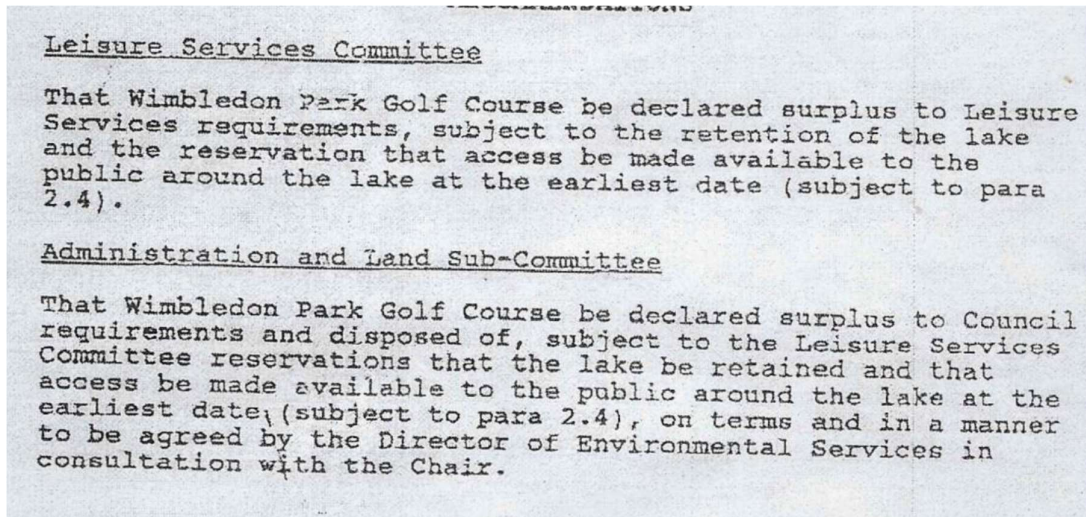 RECOMMENDATIONS
Leisure Services Committee
That Wimbledon Park Golf Course be declared surplus to Leisure
Services requirements, subject to the retention of the lake
and the reservation that access be made available to the
public around the lake at the earliest date (subject to para
2.4).
Administration and Land Sub-Committee
That Wimbledon Park Golf Course be declared surplus to Council
requirements and disposed of, subject to the Leisure Services
Committee reservations that the lake be retained and that
access be made available to the public around the lake at the
earliest date, (subject to para 2.4), on terms and in a manner
to be agreed by the Director of Environmental Services in
consultation with the Chair.